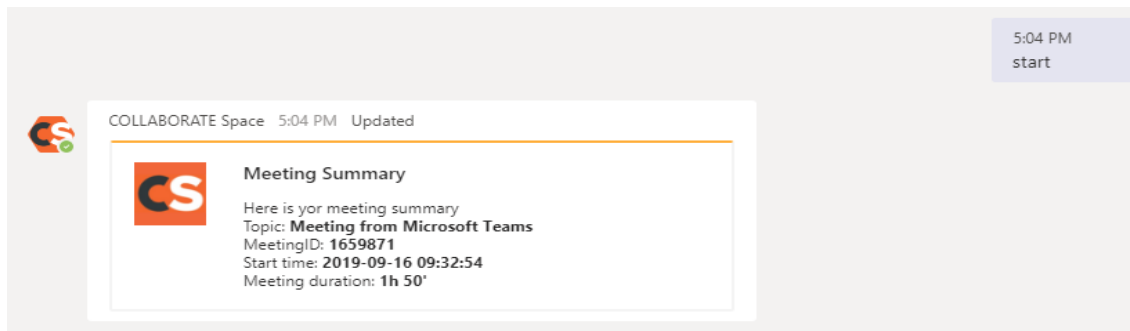 5:04 PM
start
COLLABORATE Space 5:04 PM Updated
CS
CS
Meeting Summary
Here is yor meeting summary
Topic: Meeting from Microsoft Teams
MeetingID: 1659871
Start time: 2019-09-16 09:32:54
Meeting duration: 1h 50'